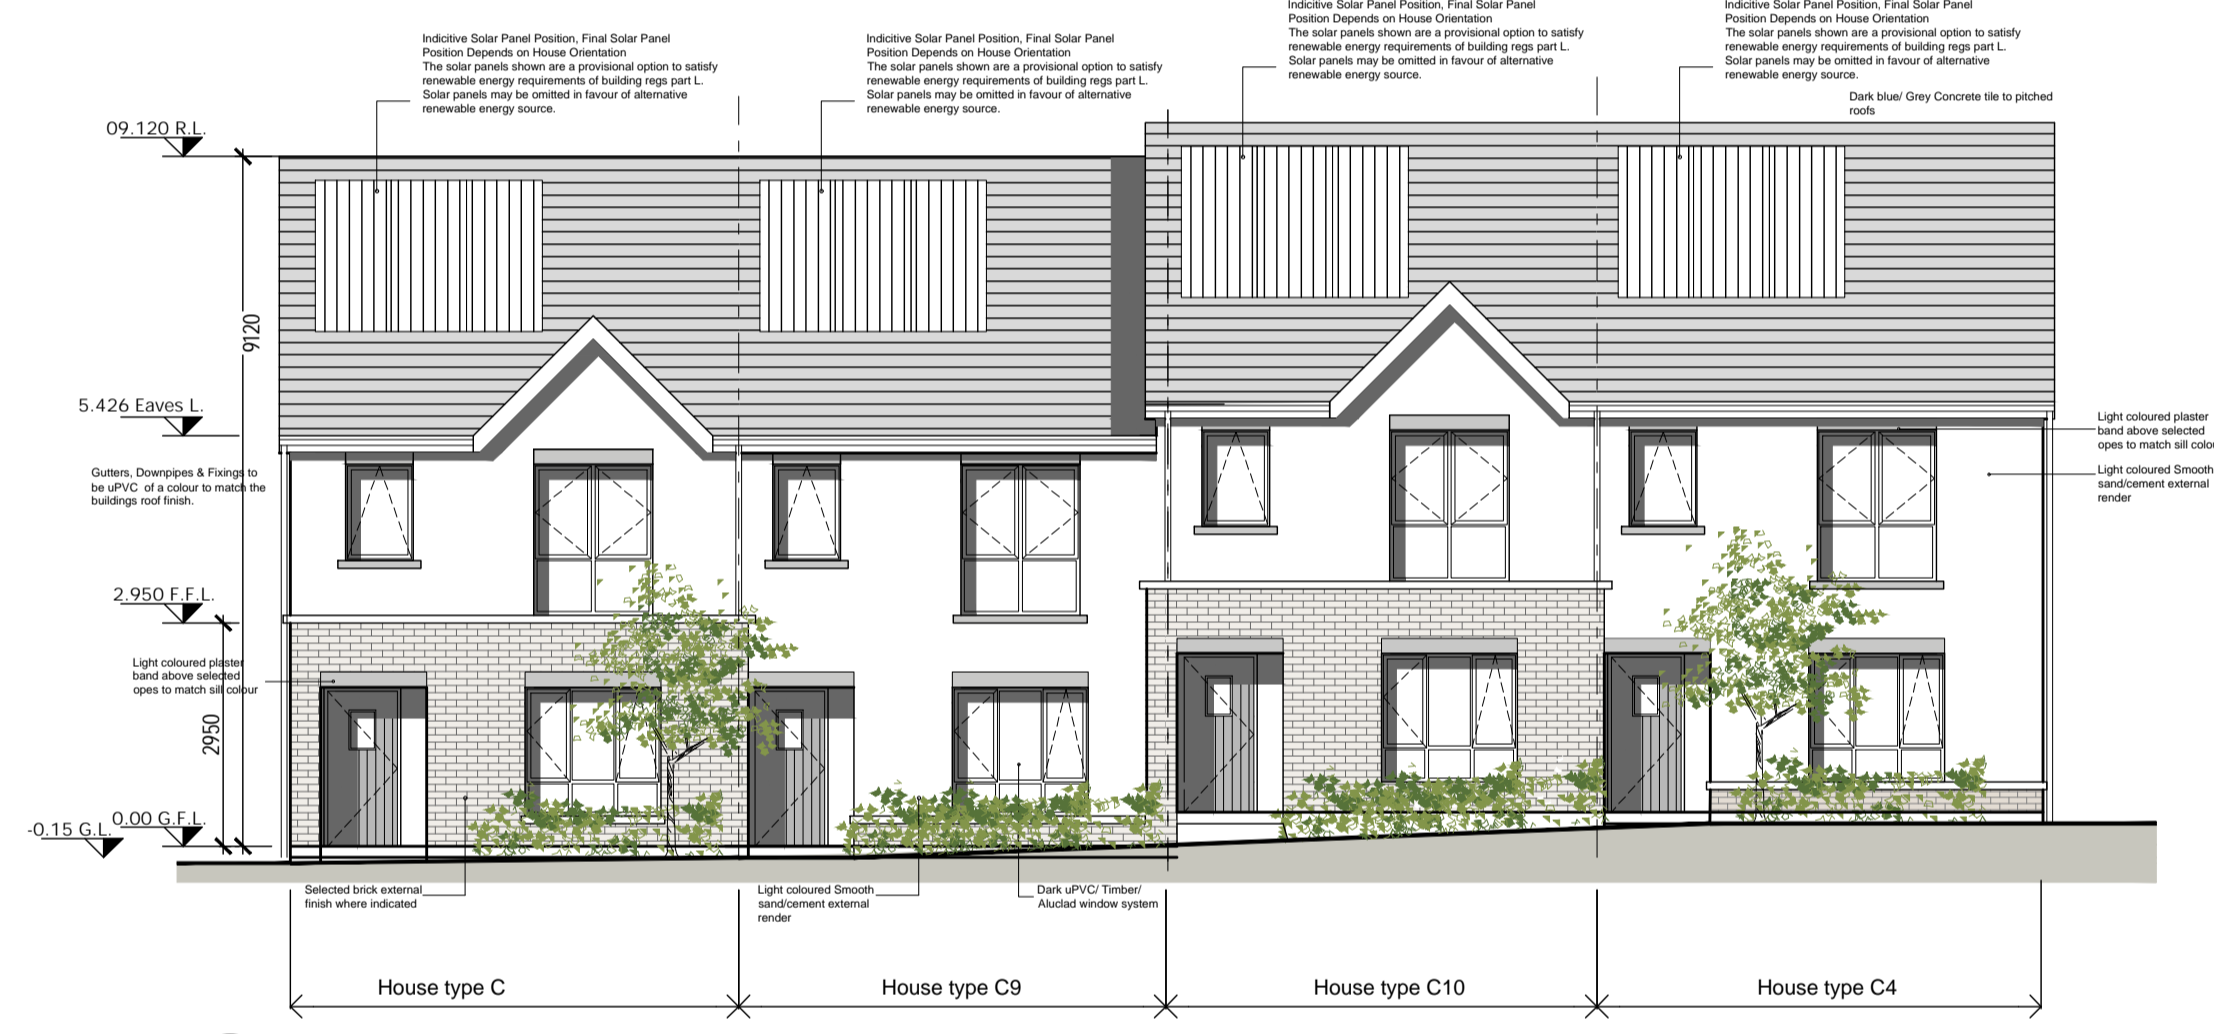 Indicitive Solar Panel Position, Final Solar Panel
Position Depends on House Orientation
The solar panels shown are a provisional option to satisfy
renewable energy requirements of building regs part L.
Solar panels may be omitted in favour of alternative
renewable energy source.
Indicitive Solar Panel Position, Final Solar Panel
Position Depends on House Orientation
The solar panels shown are a provisional option to satisfy
renewable energy requirements of building regs part L.
Solar panels may be omitted in favour of alternative
renewable energy source.
Indicitive Solar Panel Position, Final Solar Panel
Position Depends on House Orientation
The solar panels shown are a provisional option to satisfy
renewable energy requirements of building regs part L.
Solar panels may be omitted in favour of alternative
renewable energy source.
Indicitive Solar Panel Position, Final Solar Panel
Position Depends on House Orientation
The solar panels shown are a provisional option to satisfy
renewable energy requirements of building regs part L.
Solar panels may be omitted in favour of alternative
renewable energy source.
Dark blue/ Grey Concrete tile to pitched
roofs
09.120 R.L.
9120
5.426 Eaves L.
Gutters, Downpipes & Fixings to
be uPVC of a colour to match the
buildings roof finish.
2.950 F.F.L.
Light coloured plaster
band above selected
opes to match sill colour
2950
0.00 G.F.L.
-0.15 G.L.
Light coloured plaster
band above selected
opes to match sill colou
Light coloured Smooth
sand/cement external
render
Selected brick external
finish where indicated
Light coloured Smooth
sand/cement external
render
Dark uPVC/ Timber/
Aluclad window system
House type C
House type C9
House type C10
House type C4